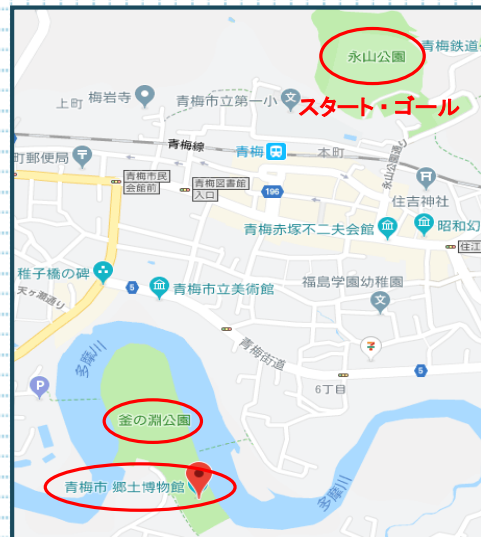 永山公園
青梅鉄道
スタート・ゴール
上町
梅岩寺
青梅市立第一小
文
青梅線
町郵便局
青梅
本町
永山公園通り
青梅市民
会館前
青梅図書館
入口
196
住吉神社
青梅赤塚不二夫会館
昭和幻
住江
稚子橋の碑
天ヶ瀬通り
5
青梅市立美術館
福島学園幼稚園
文
多摩川
青梅街道
7
5
6丁目
P
釜の淵公園
青梅市 郷土博物館
多摩川